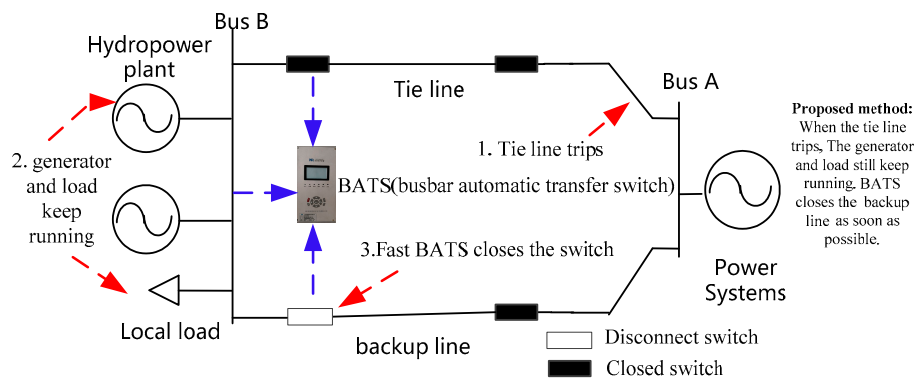 Bus B
Hydropower
plant
Tie line
Bus A
Proposed method:
When the tie line
trips, The generator
and load still keep
running. BATS
closes the backup
line as soon as
possible.
1. Tie line trips
2. generator
and load
keep
running
BATS(busbar automatic transfer switch)
3.Fast BATS closes the switch
Power
Systems
Local load
backup line
Disconnect switch
Closed switch